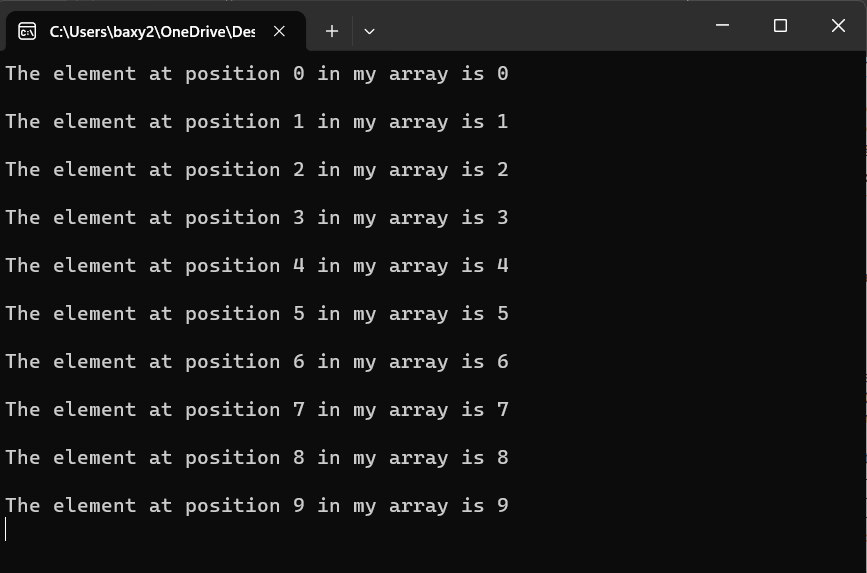 C:\Users\baxy2\OneDrive\Des
The element at position 0 in my array is 0
The element at position 1 in my array is 1
The element at position 2 in my array is 2
The element at position 3 in my array is 3
The element at position 4 in my array is 4
The element at position 5 in my array is 5
The element at position 6 in my array is 6
The element at position 7 in my array is 7
The element at position 8 in my array is 8
The element at position 9 in my array is 9